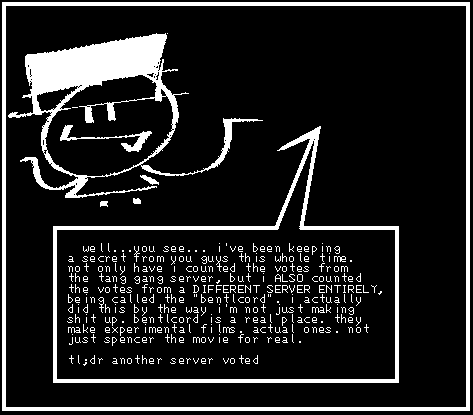 well...you see... i've been keeping
a secret from you guys this whole time.
not only have i counted the votes from
the tang gang server, but i ALSO counted
the votes from a DIFFERENT SERVER ENTIRELY,
being called the "bentlcord". i actually
did this by the way i'm not just making
shit up. bentlcord is a real place. they
make experimental films. actual ones. not
just spencer the movie for real.
tl;dr another server voted